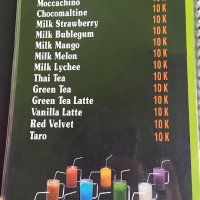 Moccachino 10 K
Chocomaltine 10 K
Milk Strawberry 10 K
Milk Bublegum 10 K
Milk Mango 10 K
Milk Melon 10 K
Milk Lychee 10 K
Thai Tea 10 K
Green Tea 10 K
Green Tea Latte 10 K
Vanilla Latte 10 K
Red Velvet 10 K
Taro 10 K